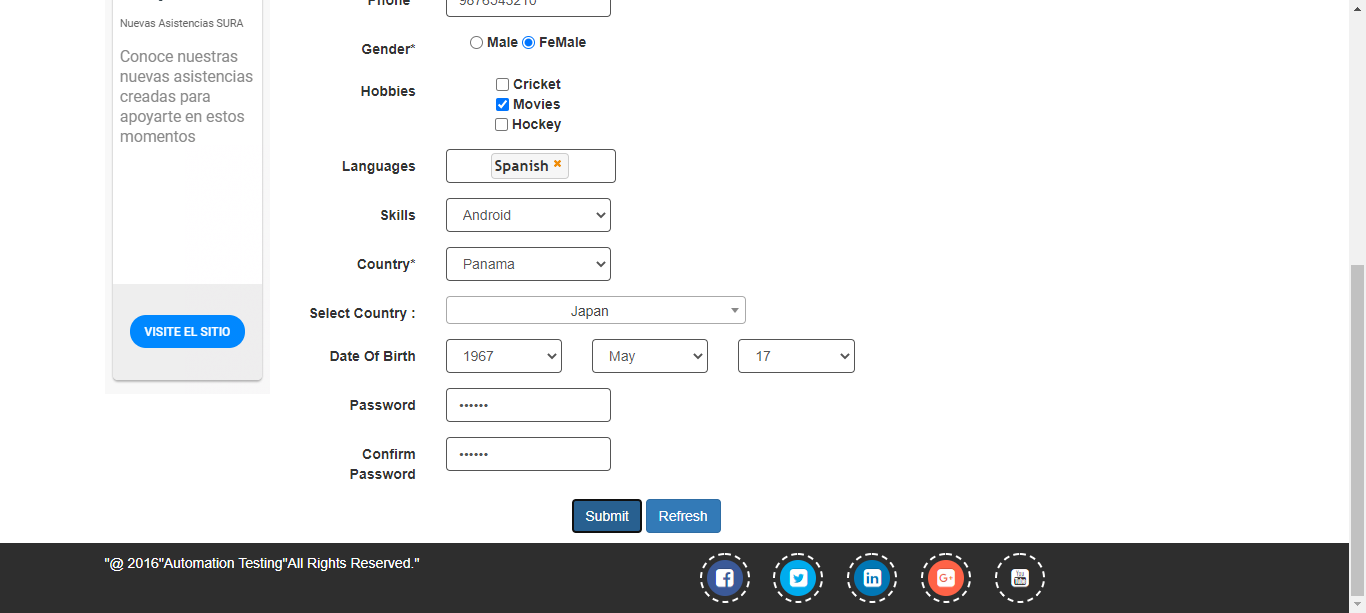 Phone 9876543210
Nuevas Asistencias SURA
Conoce nuestras
nuevas asistencias
creadas para
apoyarte en estos
momentos
VISITE EL SITIO
Gender* Male FeMale
Hobbies Cricket
Movies
Hockey
Languages Spanish
Skills Android
Country* Panama
Select Country : Japan
Date Of Birth 1967 May 17
Password ••••••
Confirm
Password ••••••
Submit Refresh
"@ 2016"Automation Testing"All Rights Reserved."
You
Tube